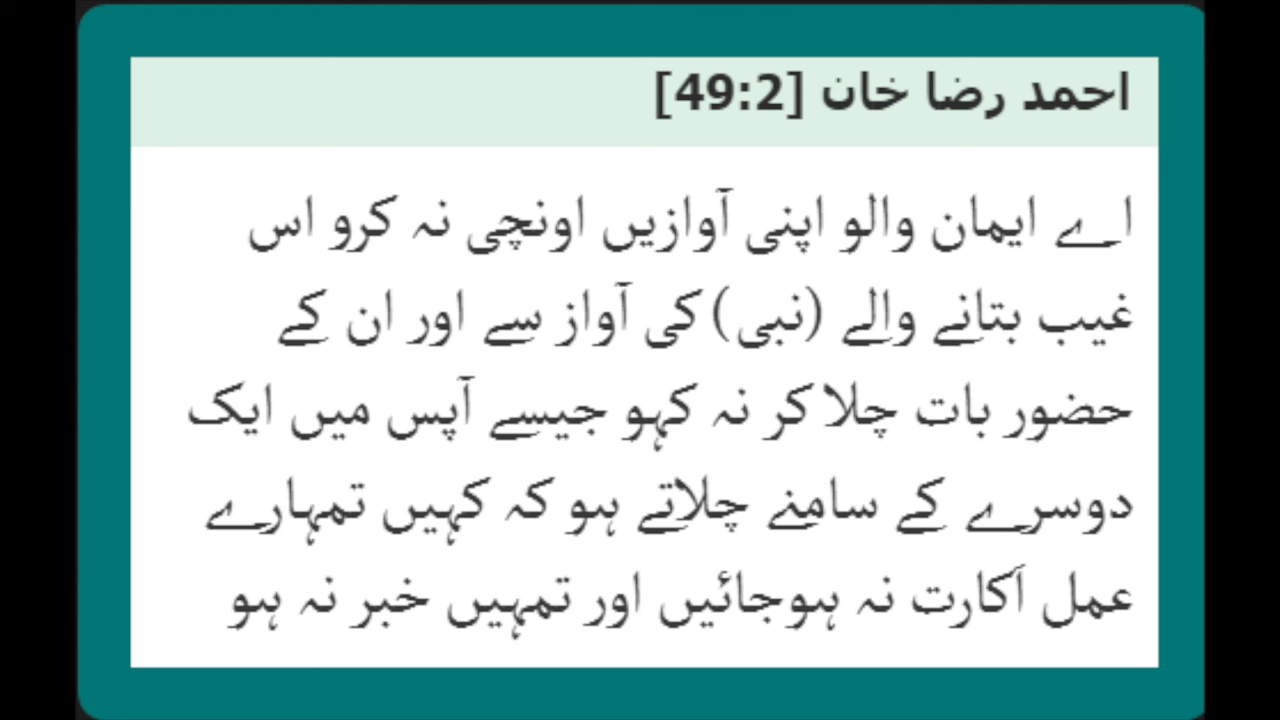 احمد رضا خان [49:2]
اے ایمان والو اپنی آوازیں اونچی نہ کرو اس
غیب بتانے والے (نبی) کی آواز سے اور ان کے
حضور بات چلا کر نہ کہو جیسے آپس میں ایک
دوسرے کے سامنے چلاتے ہو کہ کہیں تمہارے
عمل اَکارت نہ ہوجائیں اور تمہیں خبر نہ ہو